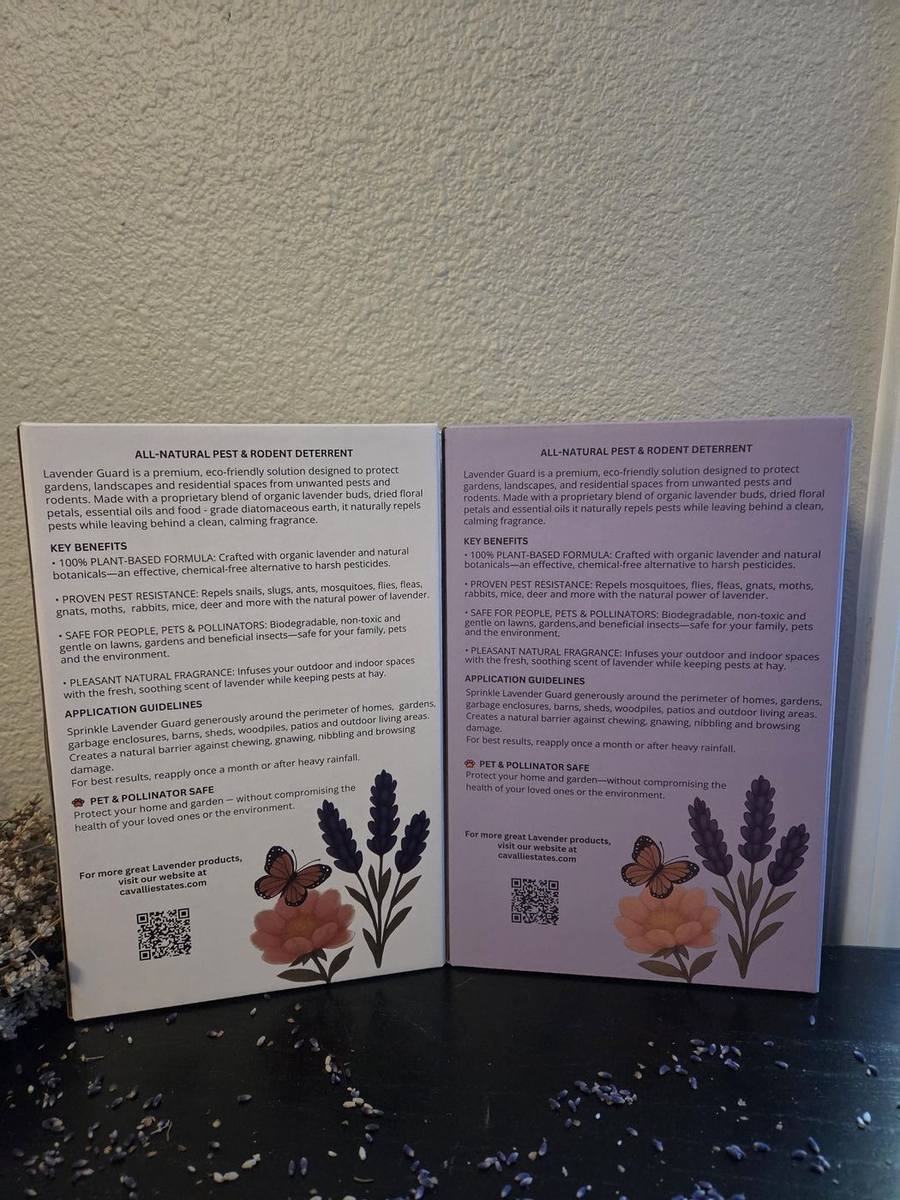 ALL-NATURAL PEST & RODENT DETERRENT
Lavender Guard is a premium, eco-friendly solution designed to protect
gardens, landscapes and residential spaces from unwanted pests and
rodents. Made with a proprietary blend of organic lavender buds, dried floral
petals, essential oils and food - grade diatomaceous earth, it naturally repels
pests while leaving behind a clean, calming fragrance.
KEY BENEFITS
• 100% PLANT-BASED FORMULA: Crafted with organic lavender and natural
botanicals—an effective, chemical-free alternative to harsh pesticides.
• PROVEN PEST RESISTANCE: Repels snails, slugs, ants, mosquitoes, flies, fleas,
gnats, moths, rabbits, mice, deer and more with the natural power of lavender.
• SAFE FOR PEOPLE, PETS & POLLINATORS: Biodegradable, non-toxic and
gentle on lawns, gardens and beneficial insects—safe for your family, pets
and the environment.
• PLEASANT NATURAL FRAGRANCE: Infuses your outdoor and indoor spaces
with the fresh, soothing scent of lavender while keeping pests at hay.
APPLICATION GUIDELINES
Sprinkle Lavender Guard generously around the perimeter of homes, gardens,
garbage enclosures, barns, sheds, woodpiles, patios and outdoor living areas.
Creates a natural barrier against chewing, gnawing, nibbling and browsing
damage.
For best results, reapply once a month or after heavy rainfall.
PET & POLLINATOR SAFE
Protect your home and garden — without compromising the
health of your loved ones or the environment.
For more great Lavender products,
visit our website at
cavalliestates.com
ALL-NATURAL PEST & RODENT DETERRENT
Lavender Guard is a premium, eco-friendly solution designed to protect
gardens, landscapes, and residential spaces from unwanted pests and
rodents. Made with a proprietary blend of organic lavender buds, dried floral
petals and essential oils it naturally repels pests while leaving behind a clean,
calming fragrance.
KEY BENEFITS
• 100% PLANT-BASED FORMULA: Crafted with organic lavender and natural
botanicals—an effective, chemical-free alternative to harsh pesticides.
• PROVEN PEST RESISTANCE: Repels mosquitoes, flies, fleas, gnats, moths,
rabbits, mice, deer and more with the natural power of lavender.
• SAFE FOR PEOPLE, PETS & POLLINATORS: Biodegradable, non-toxic and
gentle on lawns, gardens,and beneficial insects—safe for your family, pets
and the environment.
• PLEASANT NATURAL FRAGRANCE: Infuses your outdoor and indoor spaces
with the fresh, soothing scent of lavender while keeping pests at hay.
APPLICATION GUIDELINES
Sprinkle Lavender Guard generously around the perimeter of homes, gardens,
garbage enclosures, barns, sheds, woodpiles, patios and outdoor living areas.
Creates a natural barrier against chewing, gnawing, nibbling and browsing
damage.
For best results, reapply once a month or after heavy rainfall.
PET & POLLINATOR SAFE
Protect your home and garden—without compromising the
health of your loved ones or the environment.
For more great Lavender products,
visit our website at
cavalliestates.com